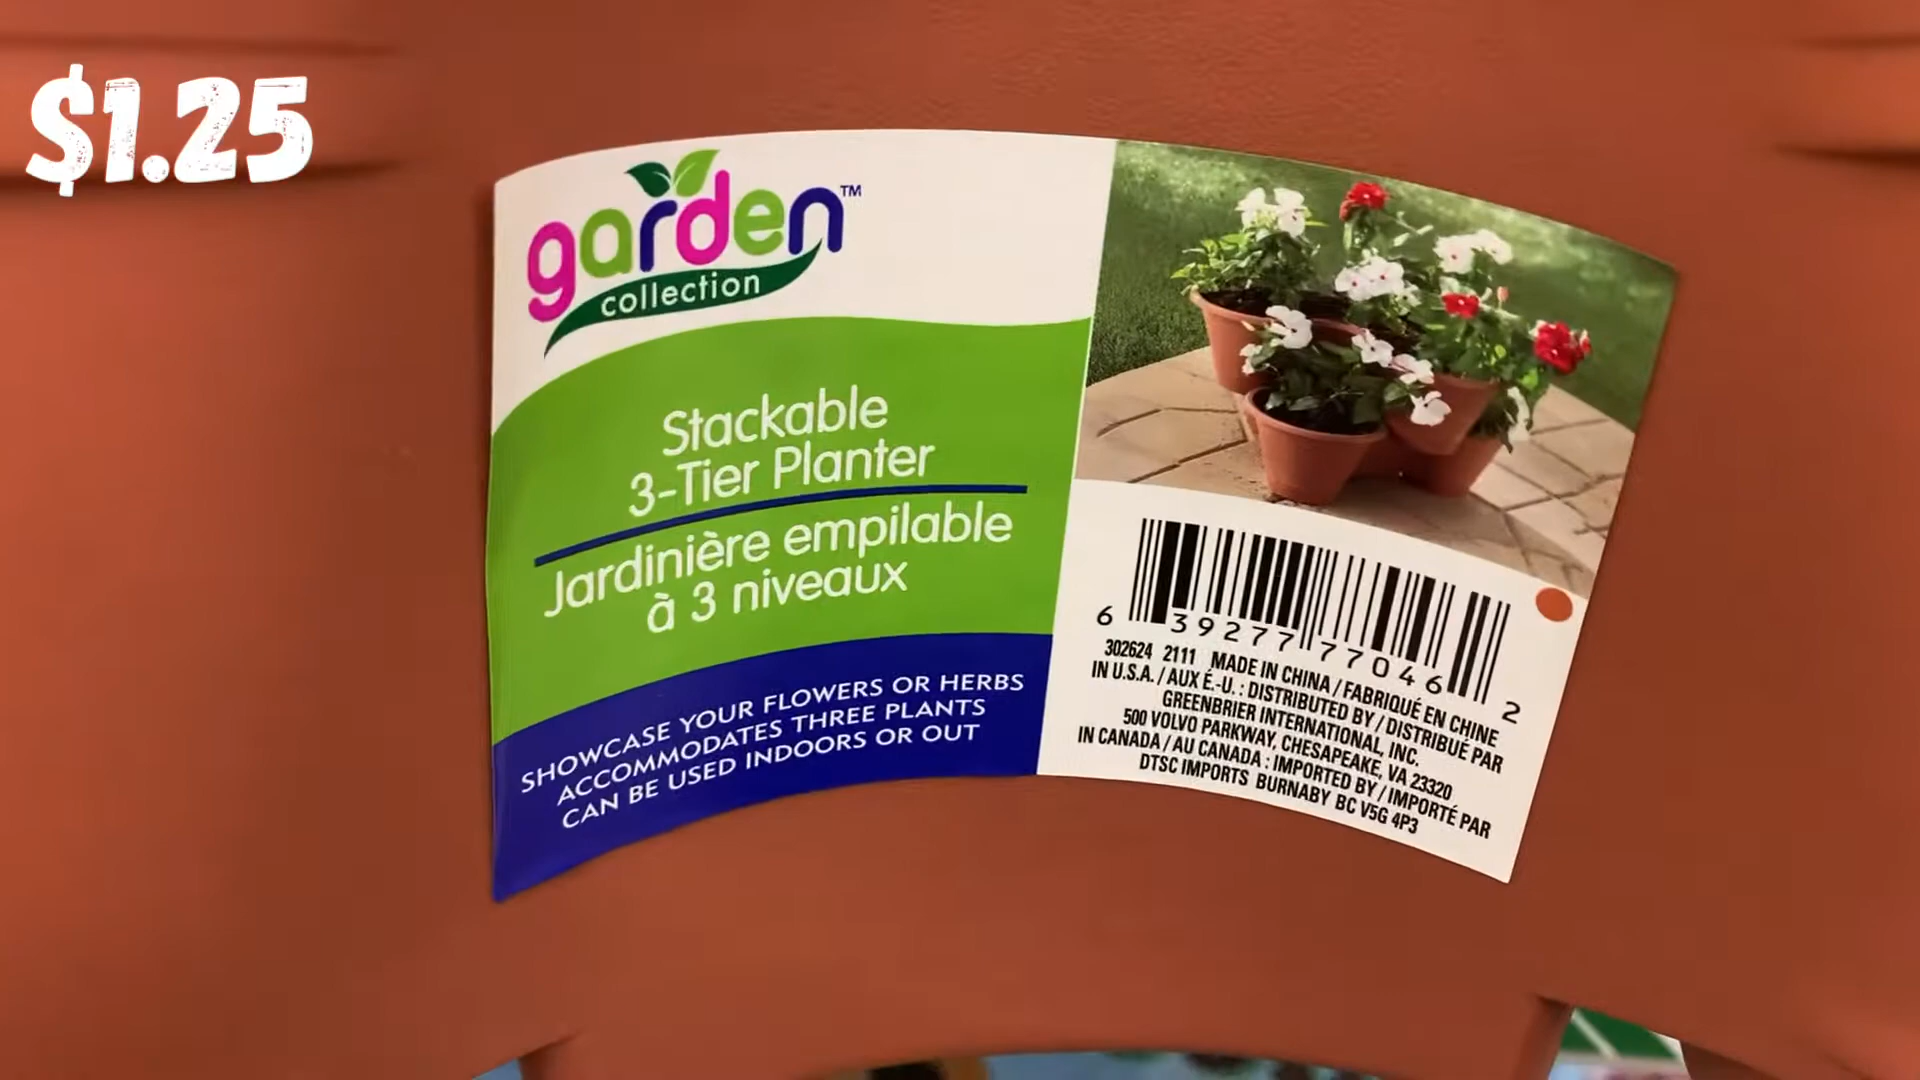 $1.25
garden™
collection
Stackable
3-Tier Planter
Jardinière empilable
à 3 niveaux
SHOWCASE YOUR FLOWERS OR HERBS
ACCOMMODATES THREE PLANTS
CAN BE USED INDOORS OR OUT
6 39277 77046 2
302624 2111 MADE IN CHINA / FABRIQUÉ EN CHINE
IN U.S.A. / AUX É.-U. : DISTRIBUTED BY / DISTRIBUÉ PAR
GREENBRIER INTERNATIONAL, INC.
500 VOLVO PARKWAY, CHESAPEAKE, VA 23320
IN CANADA / AU CANADA : IMPORTED BY / IMPORTÉ PAR
DTSC IMPORTS BURNABY BC V5G 4P3